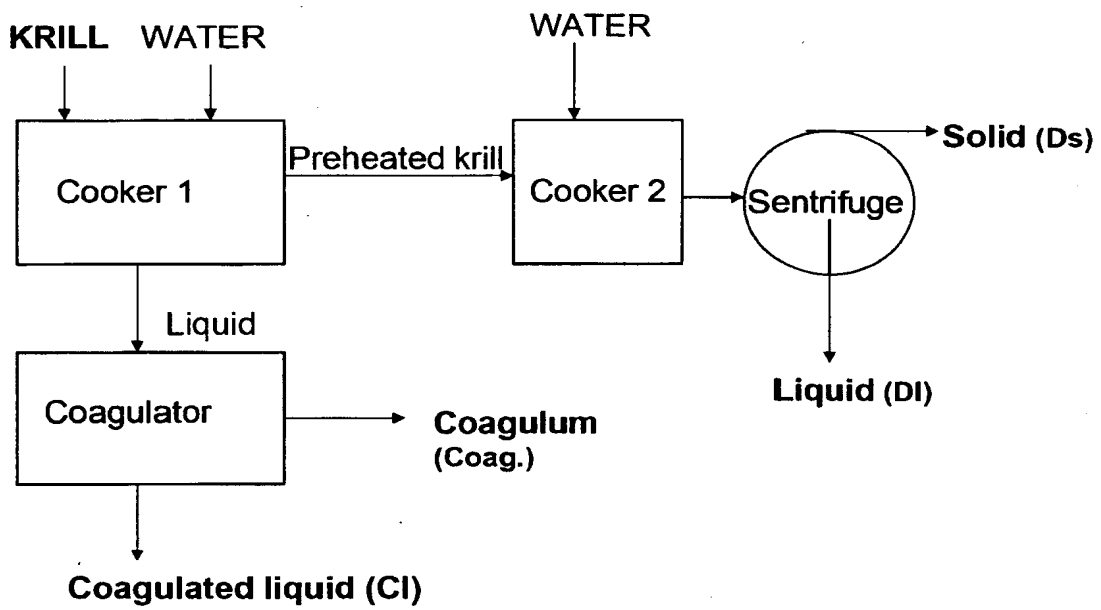 KRILL WATER
WATER
Cooker 1
Preheated krill
Cooker 2
Sentrifuge
Solid (Ds)
Liquid
Liquid (Dl)
Coagulator
Coagulum
(Coag.)
Coagulated liquid (Cl)